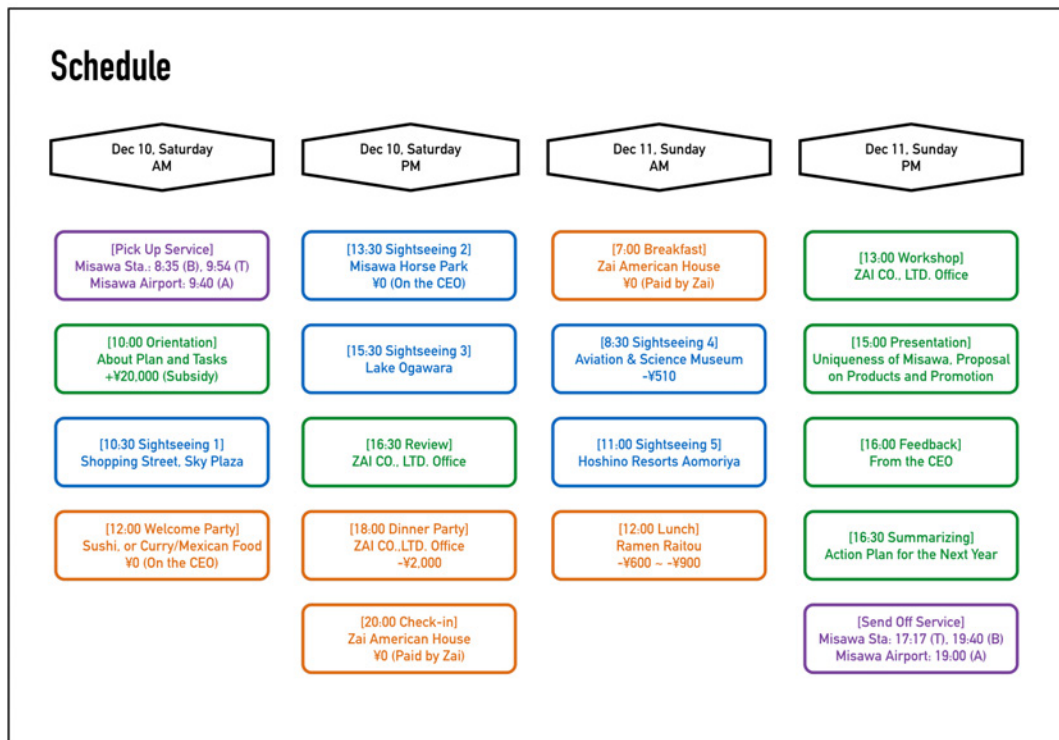 Schedule
Dec 10, Saturday
AM
[Pick Up Service]
Misawa Sta.: 8:35 (B), 9:54 (T)
Misawa Airport: 9:40 (A)
[10:00 Orientation]
About Plan and Tasks
+¥20,000 (Subsidy)
[10:30 Sightseeing 1]
Shopping Street, Sky Plaza
[12:00 Welcome Party]
Sushi, or Curry/Mexican Food
¥0 (On the CEO)
Dec 10, Saturday
PM
[13:30 Sightseeing 2]
Misawa Horse Park
¥0 (On the CEO)
[15:30 Sightseeing 3]
Lake Ogawara
[16:30 Review]
ZAI CO., LTD. Office
[18:00 Dinner Party]
ZAI CO.,LTD. Office
-¥2,000
[20:00 Check-in]
Zai American House
¥0 (Paid by Zai)
Dec 11, Sunday
AM
[7:00 Breakfast]
Zai American House
¥0 (Paid by Zai)
[8:30 Sightseeing 4]
Aviation & Science Museum
-¥510
[11:00 Sightseeing 5]
Hoshino Resorts Aomoriya
[12:00 Lunch]
Ramen Raitou
-¥600 ~ -¥900
Dec 11, Sunday
PM
[13:00 Workshop]
ZAI CO., LTD. Office
[15:00 Presentation]
Uniqueness of Misawa, Proposal
on Products and Promotion
[16:00 Feedback]
From the CEO
[16:30 Summarizing]
Action Plan for the Next Year
[Send Off Service]
Misawa Sta: 17:17 (T), 19:40 (B)
Misawa Airport: 19:00 (A)